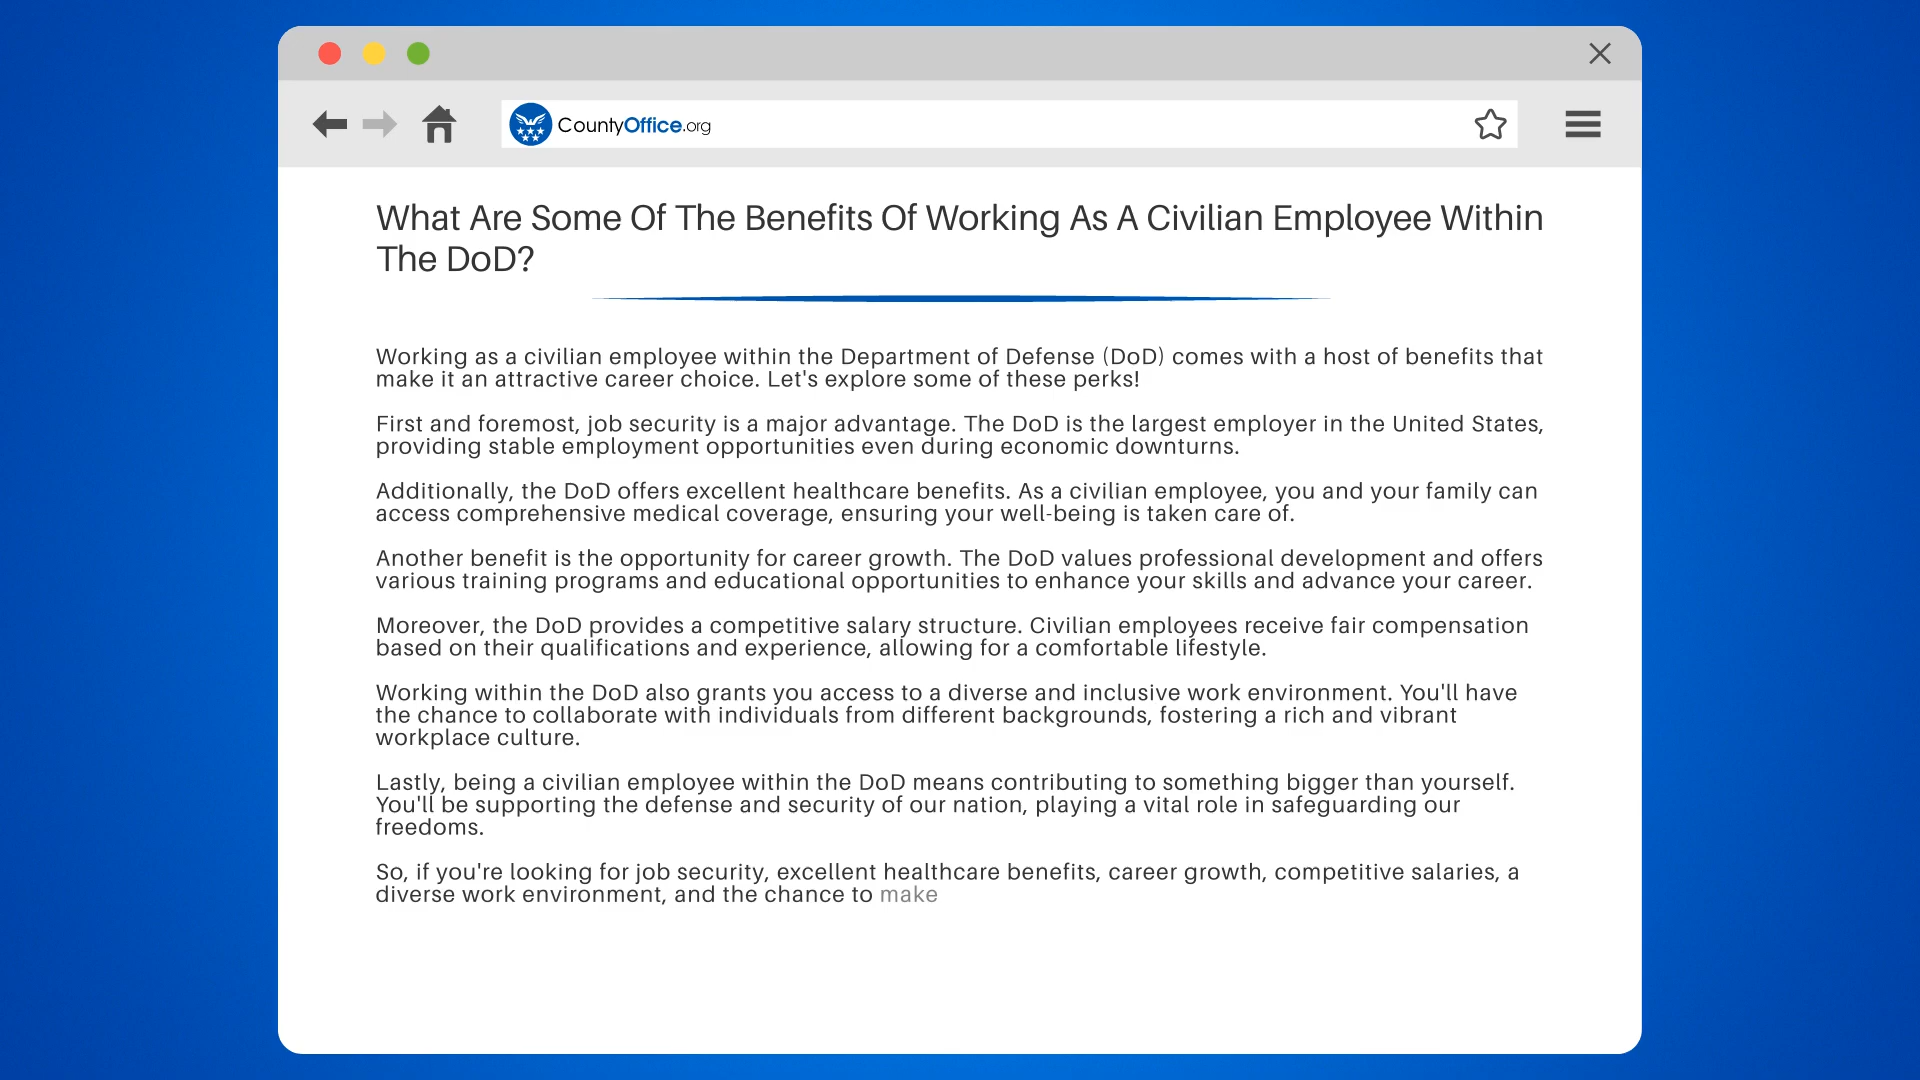 CountyOffice.org
What Are Some Of The Benefits Of Working As A Civilian Employee Within
The DoD?
Working as a civilian employee within the Department of Defense (DoD) comes with a host of benefits that
make it an attractive career choice. Let's explore some of these perks!
First and foremost, job security is a major advantage. The DoD is the largest employer in the United States,
providing stable employment opportunities even during economic downturns.
Additionally, the DoD offers excellent healthcare benefits. As a civilian employee, you and your family can
access comprehensive medical coverage, ensuring your well-being is taken care of.
Another benefit is the opportunity for career growth. The DoD values professional development and offers
various training programs and educational opportunities to enhance your skills and advance your career.
Moreover, the DoD provides a competitive salary structure. Civilian employees receive fair compensation
based on their qualifications and experience, allowing for a comfortable lifestyle.
Working within the DoD also grants you access to a diverse and inclusive work environment. You'll have
the chance to collaborate with individuals from different backgrounds, fostering a rich and vibrant
workplace culture.
Lastly, being a civilian employee within the DoD means contributing to something bigger than yourself.
You'll be supporting the defense and security of our nation, playing a vital role in safeguarding our
freedoms.
So, if you're looking for job security, excellent healthcare benefits, career growth, competitive salaries, a
diverse work environment, and the chance to make